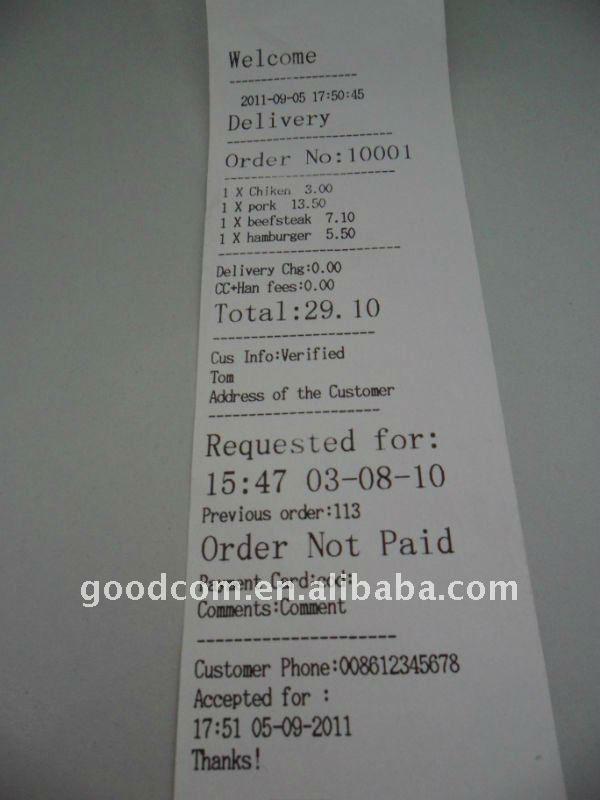 Welcome
--------------------
2011-09-05 17:50:45
Delivery
------------------------
Order No:10001
------------------------
1 X Chiken 3.00
1 X pork 13.50
1 X beefsteak 7.10
1 X hamburger 5.50
------------------------
Delivery Chg:0.00
CC+Han fees:0.00
Total:29.10
----------------------
Cus Info:Verified
Tom
Address of the Customer
----------------------
Requested for:
15:47 03-08-10
Previous order:113
Order Not Paid
Payment Card:cod:
goodcom.en.alibaba.com
Comments:Comment
----------------------
Customer Phone:008612345678
Accepted for :
17:51 05-09-2011
Thanks!